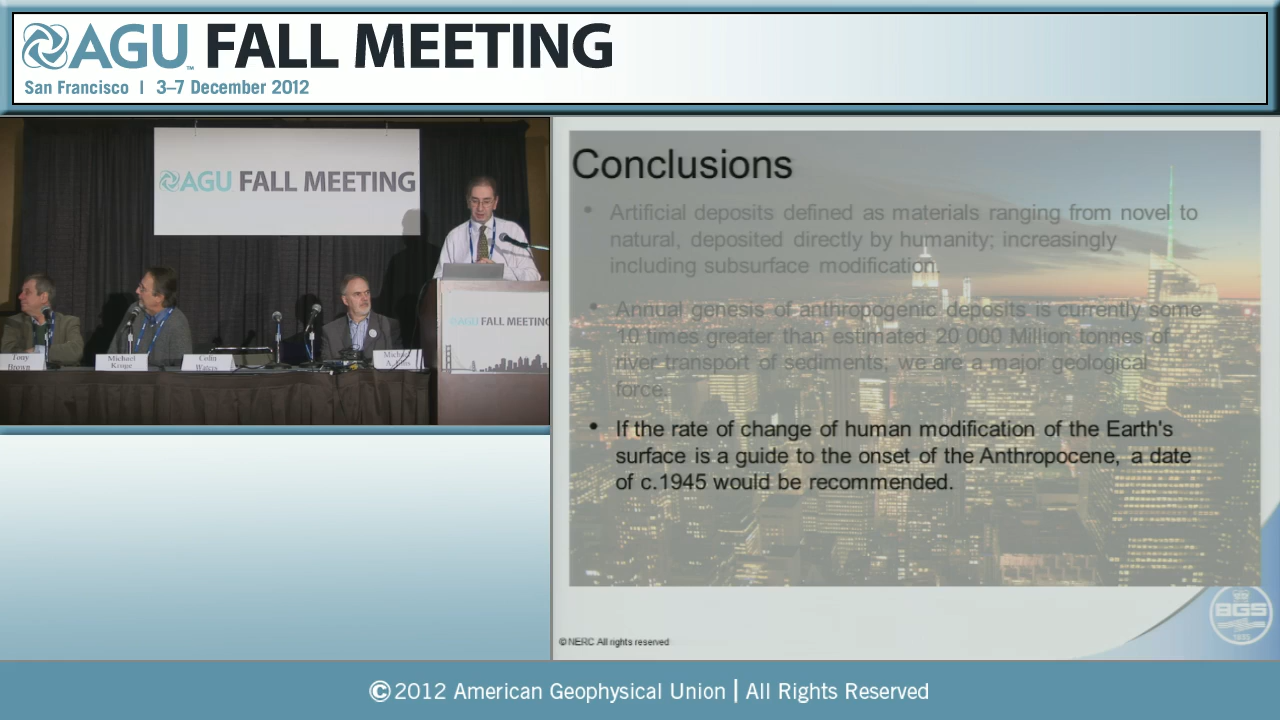 AGU™ FALL MEETING
San Francisco | 3–7 December 2012
AGU FALL MEETING
AGU FALL MEETING
Tony
Brown
Michael
Kruge
Colin
Waters
Michael
Conclusions
• Artificial deposits defined as materials ranging from novel to
natural, deposited directly by humanity; increasingly
including subsurface modification.
• Annual genesis of anthropogenic deposits is currently some
10 times greater than estimated 20 000 Million tonnes of
river transport of sediments; we are a major geological
force.
• If the rate of change of human modification of the Earth's
surface is a guide to the onset of the Anthropocene, a date
of c.1945 would be recommended.
BGS
1835
© NERC All rights reserved
© 2012 American Geophysical Union | All Rights Reserved